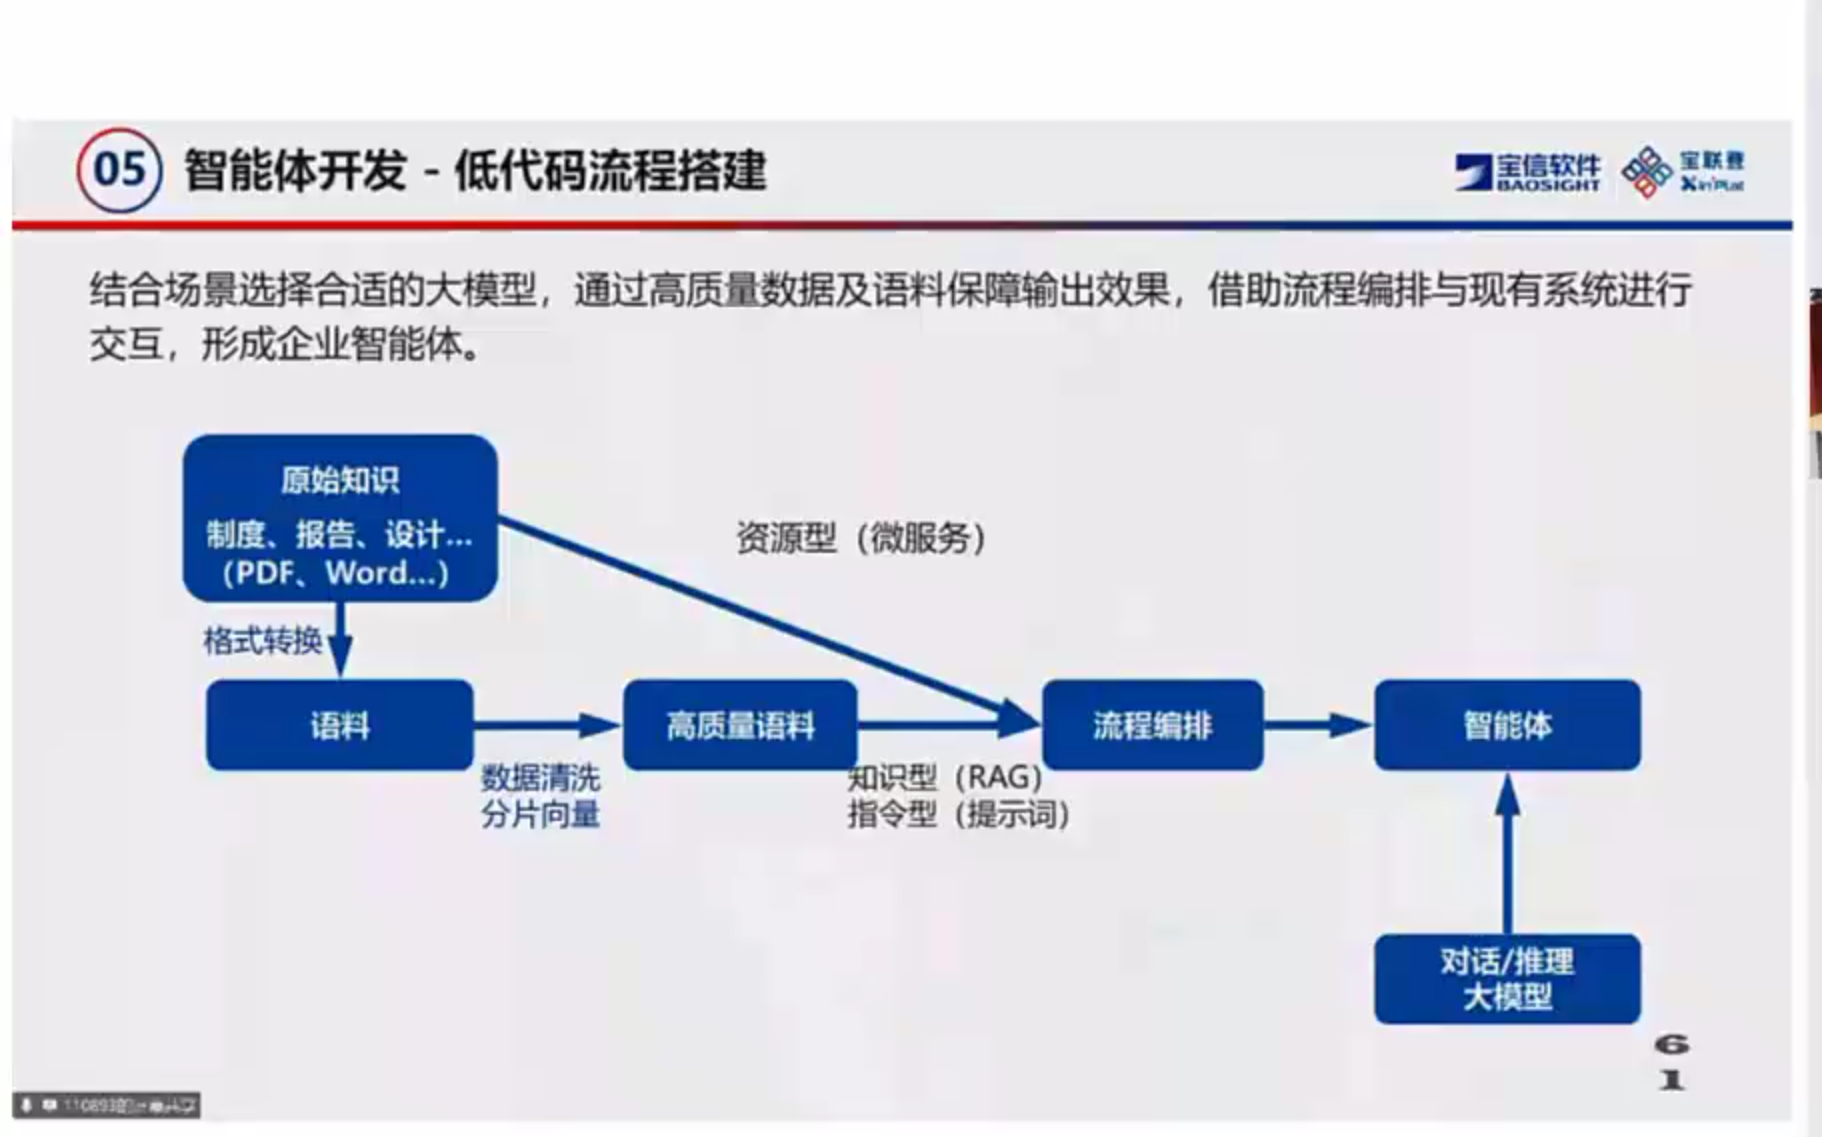 05
智能体开发 - 低代码流程搭建
宝信软件
BAOSIGHT
宝联登
Xin³Plat
结合场景选择合适的大模型，通过高质量数据及语料保障输出效果，借助流程编排与现有系统进行
交互，形成企业智能体。
原始知识
制度、报告、设计...
（PDF、Word...）
资源型（微服务）
格式转换
语料
高质量语料
流程编排
智能体
数据清洗
分片向量
知识型（RAG）
指令型（提示词）
对话/推理
大模型
6
1